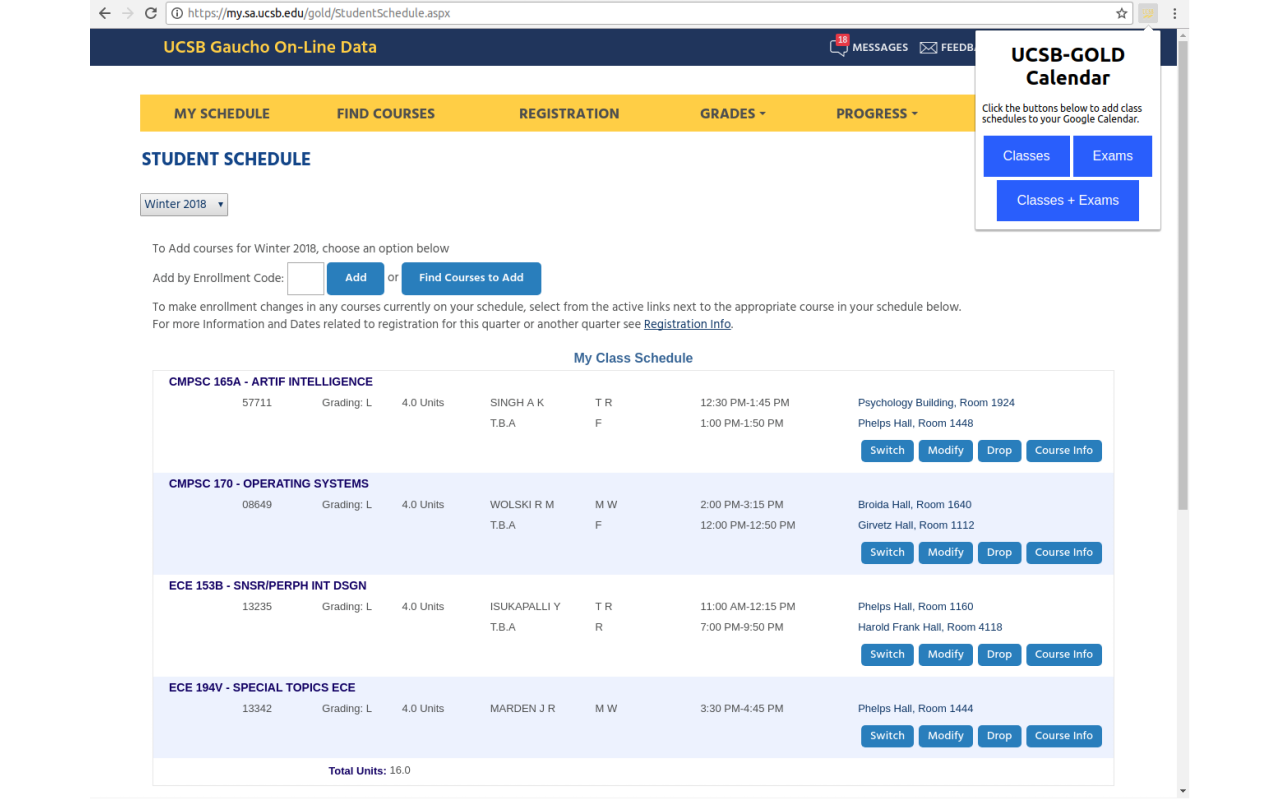 https://my.sa.ucsb.edu/gold/StudentSchedule.aspx
UCSB Gaucho On-Line Data
18
MESSAGES
FEEDBA
UCSB-GOLD
Calendar
Click the buttons below to add class
schedules to your Google Calendar.
Classes
Exams
Classes + Exams
MY SCHEDULE FIND COURSES REGISTRATION GRADES PROGRESS
STUDENT SCHEDULE
Winter 2018
To Add courses for Winter 2018, choose an option below
Add by Enrollment Code: Add or Find Courses to Add
To make enrollment changes in any courses currently on your schedule, select from the active links next to the appropriate course in your schedule below.
For more Information and Dates related to registration for this quarter or another quarter see Registration Info.
My Class Schedule
CMPSC 165A - ARTIF INTELLIGENCE
57711 Grading: L 4.0 Units SINGH A K T R 12:30 PM-1:45 PM Psychology Building, Room 1924
T.B.A F 1:00 PM-1:50 PM Phelps Hall, Room 1448
Switch Modify Drop Course Info
CMPSC 170 - OPERATING SYSTEMS
08649 Grading: L 4.0 Units WOLSKI R M M W 2:00 PM-3:15 PM Broida Hall, Room 1640
T.B.A F 12:00 PM-12:50 PM Girvetz Hall, Room 1112
Switch Modify Drop Course Info
ECE 153B - SNSR/PERPH INT DSGN
13235 Grading: L 4.0 Units ISUKAPALLI Y T R 11:00 AM-12:15 PM Phelps Hall, Room 1160
T.B.A R 7:00 PM-9:50 PM Harold Frank Hall, Room 4118
Switch Modify Drop Course Info
ECE 194V - SPECIAL TOPICS ECE
13342 Grading: L 4.0 Units MARDEN J R M W 3:30 PM-4:45 PM Phelps Hall, Room 1444
Switch Modify Drop Course Info
Total Units: 16.0